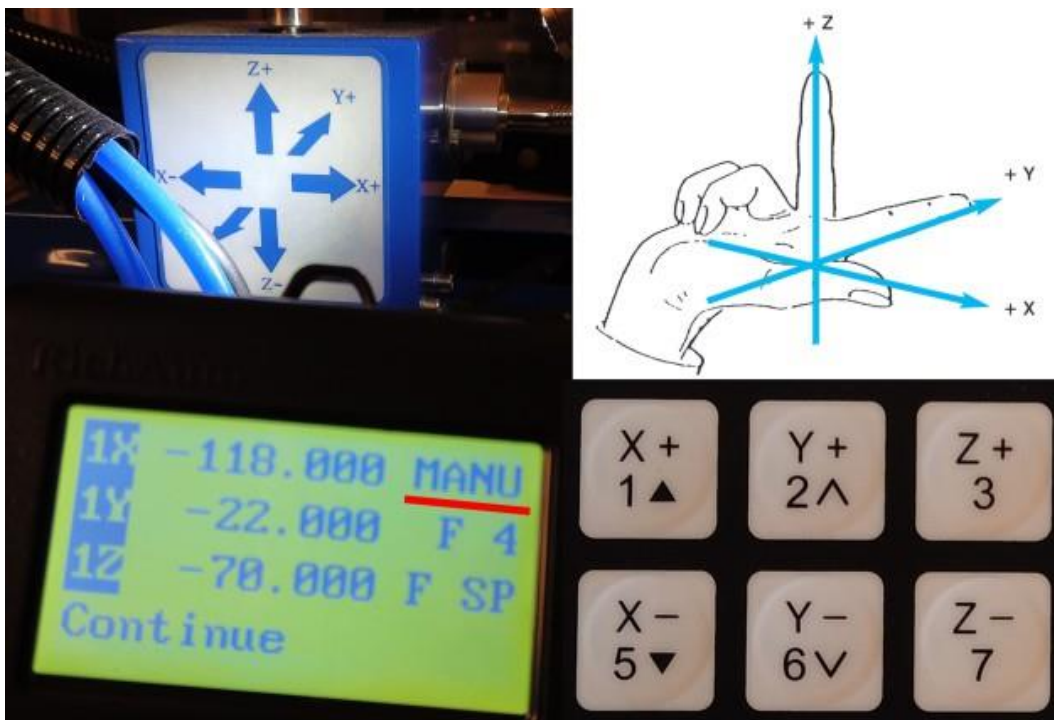 Z+
Y+
X-
X+
Z-
+ Z
+ Y
+ X
1X -118.000 MANU
1Y -22.000 F 4
1Z -70.000 F SP
Continue
X + Y + Z +
1▲ 2∧ 3
X − Y − Z −
5▼ 6∨ 7